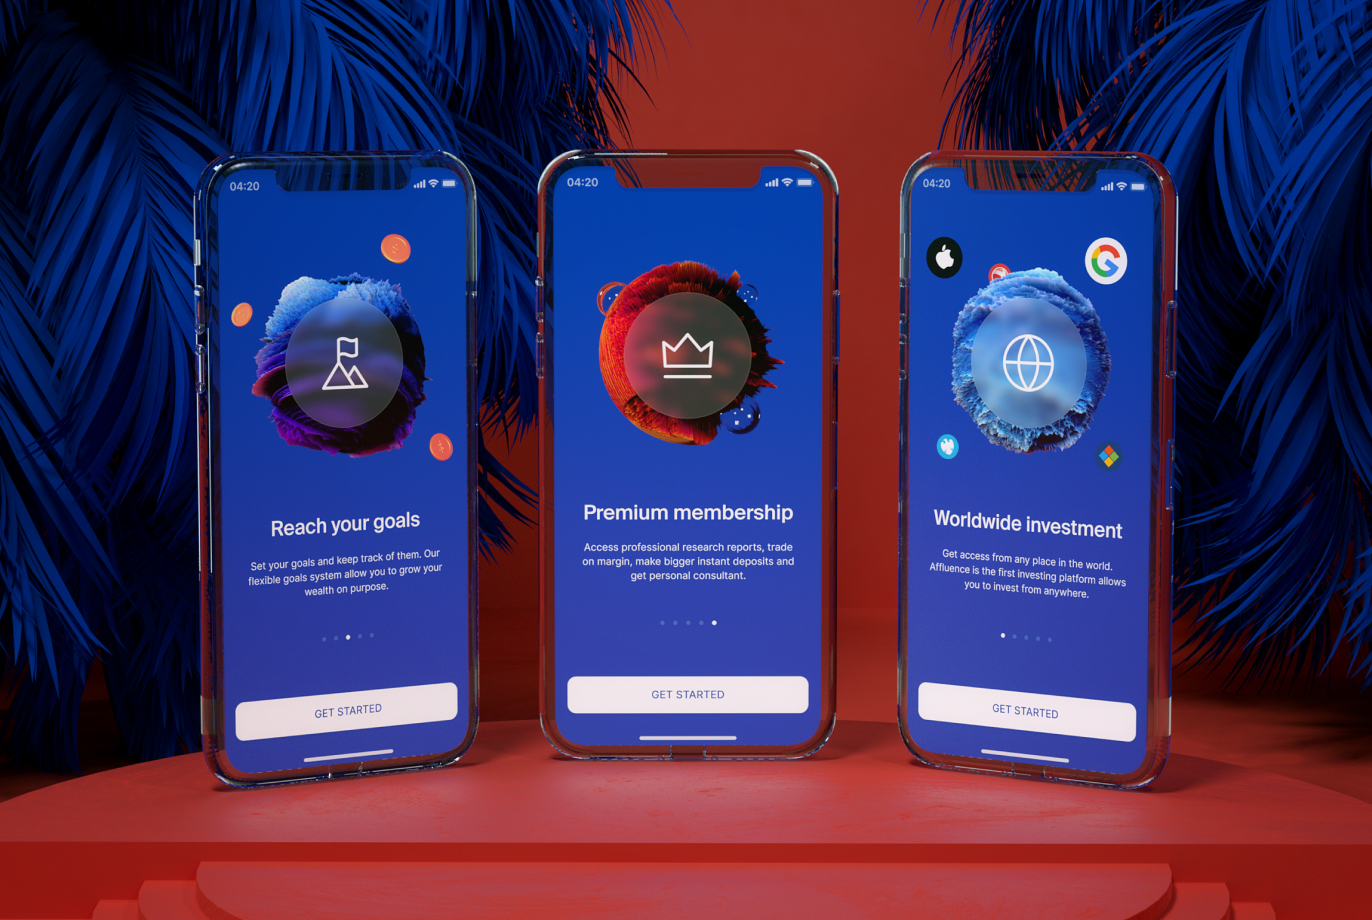 04:20
Reach your goals
Set your goals and keep track of them. Our
flexible goals system allow you to grow your
wealth on purpose.
GET STARTED
04:20
Premium membership
Access professional research reports, trade
on margin, make bigger instant deposits and
get personal consultant.
GET STARTED
04:20
Worldwide investment
Get access from any place in the world.
Affluence is the first investing platform allows
you to invest from anywhere.
GET STARTED